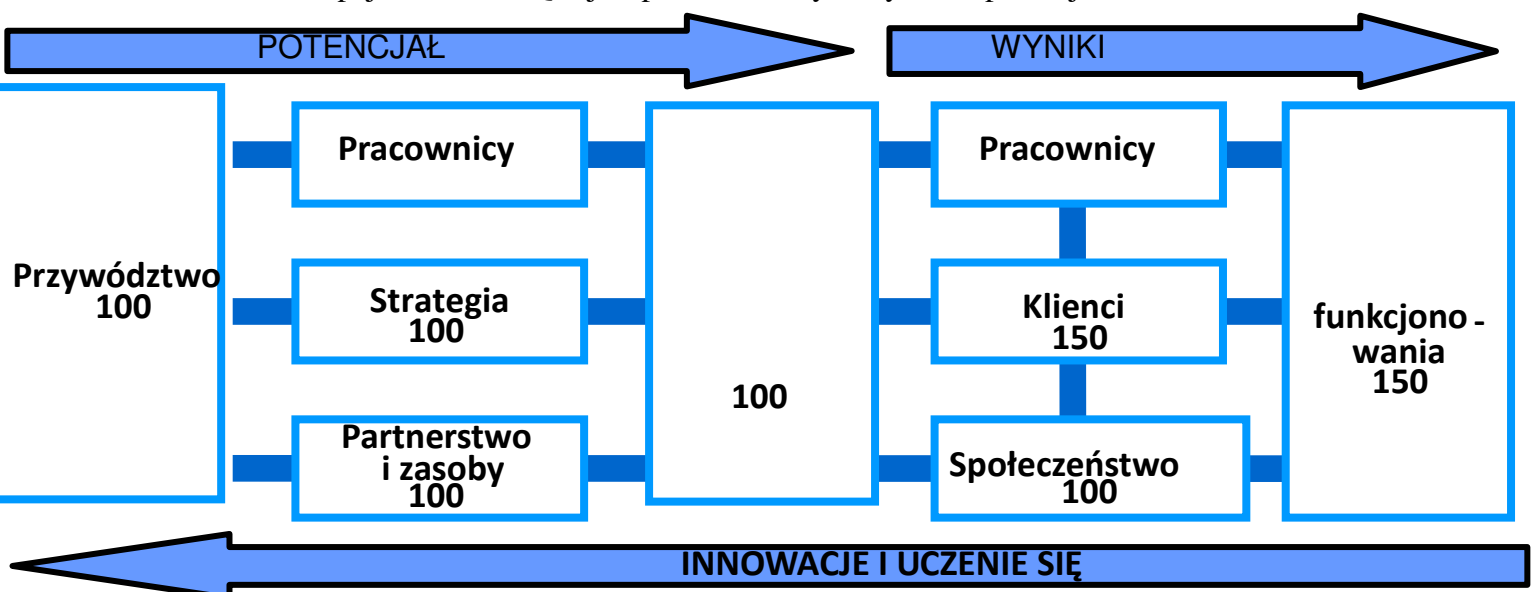 POTENCJAŁ
WYNIKI
Pracownicy
Pracownicy
Przywództwo
100
Strategia
100
Klienci
150
funkcjono -
wania
150
100
Partnerstwo
i zasoby
100
Społeczeństwo
100
INNOWACJE I UCZENIE SIĘ